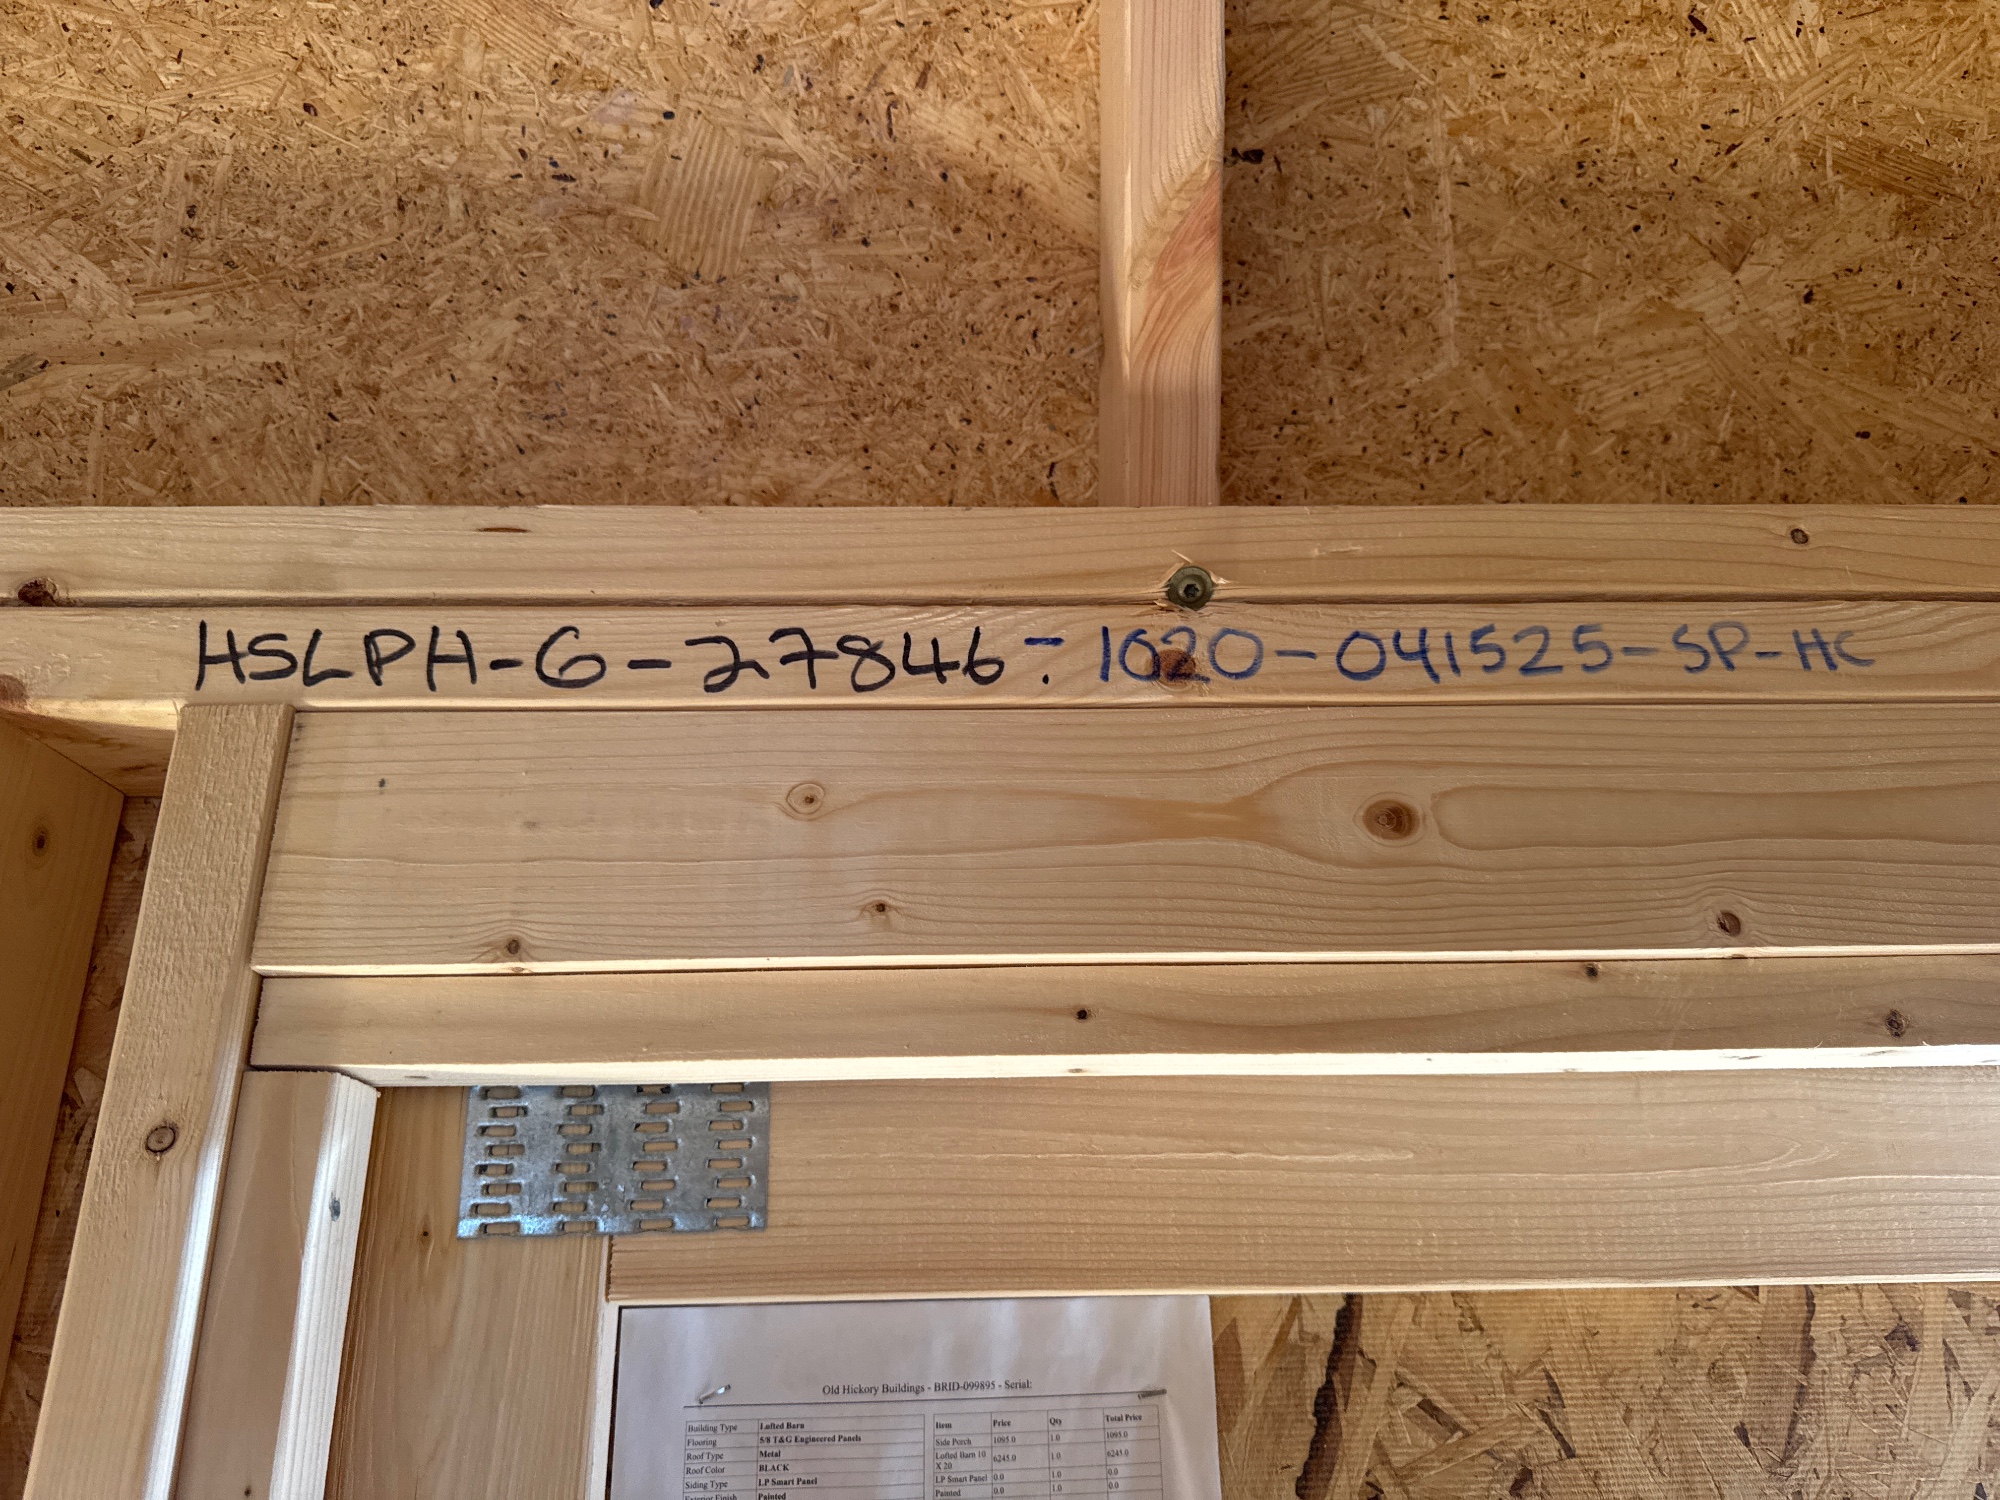 HSLPH-G-27846-1020-041525-SP-HC
Old Hickory Buildings - BRID-099895 - Serial:
Building Type Lofted Barn
Flooring 5/8 T&G Engineered Panels
Roof Type Metal
Roof Color BLACK
Siding Type LP Smart Panel
Exterior Finish Painted
Item Price Qty Total Price
Side Porch 1095.0 1.0 1095.0
Lofted Barn 10 X 20 6245.0 1.0 6245.0
LP Smart Panel 0.0 1.0 0.0
Painted 0.0 1.0 0.0